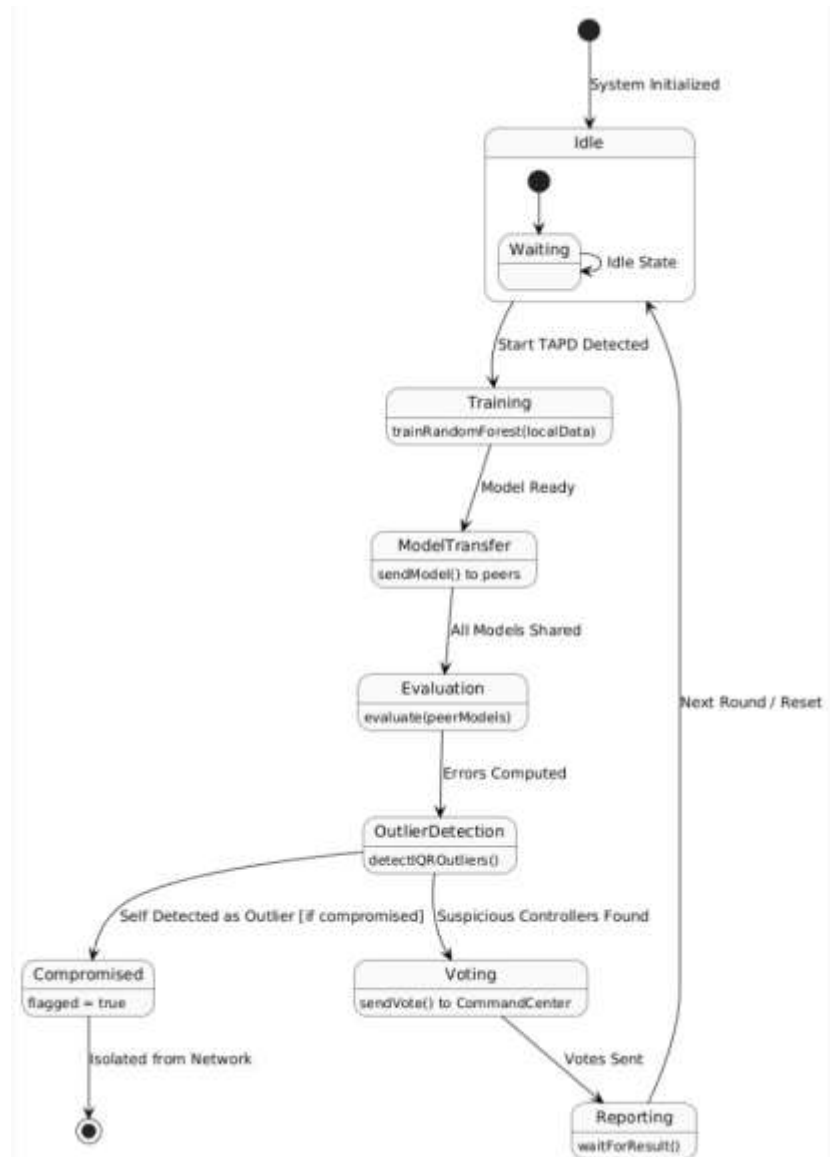 System Initialized
Idle
Waiting
Idle State
Start TAPD Detected
Training
trainRandomForest(localData)
Model Ready
ModelTransfer
sendModel() to peers
All Models Shared
Evaluation
evaluate(peerModels)
Next Round / Reset
Errors Computed
OutlierDetection
detectIQROutliers()
Self Detected as Outlier [if compromised]
Suspicious Controllers Found
Compromised
flagged = true
Voting
sendVote() to CommandCenter
Isolated from Network
Votes Sent
Reporting
waitForResult()